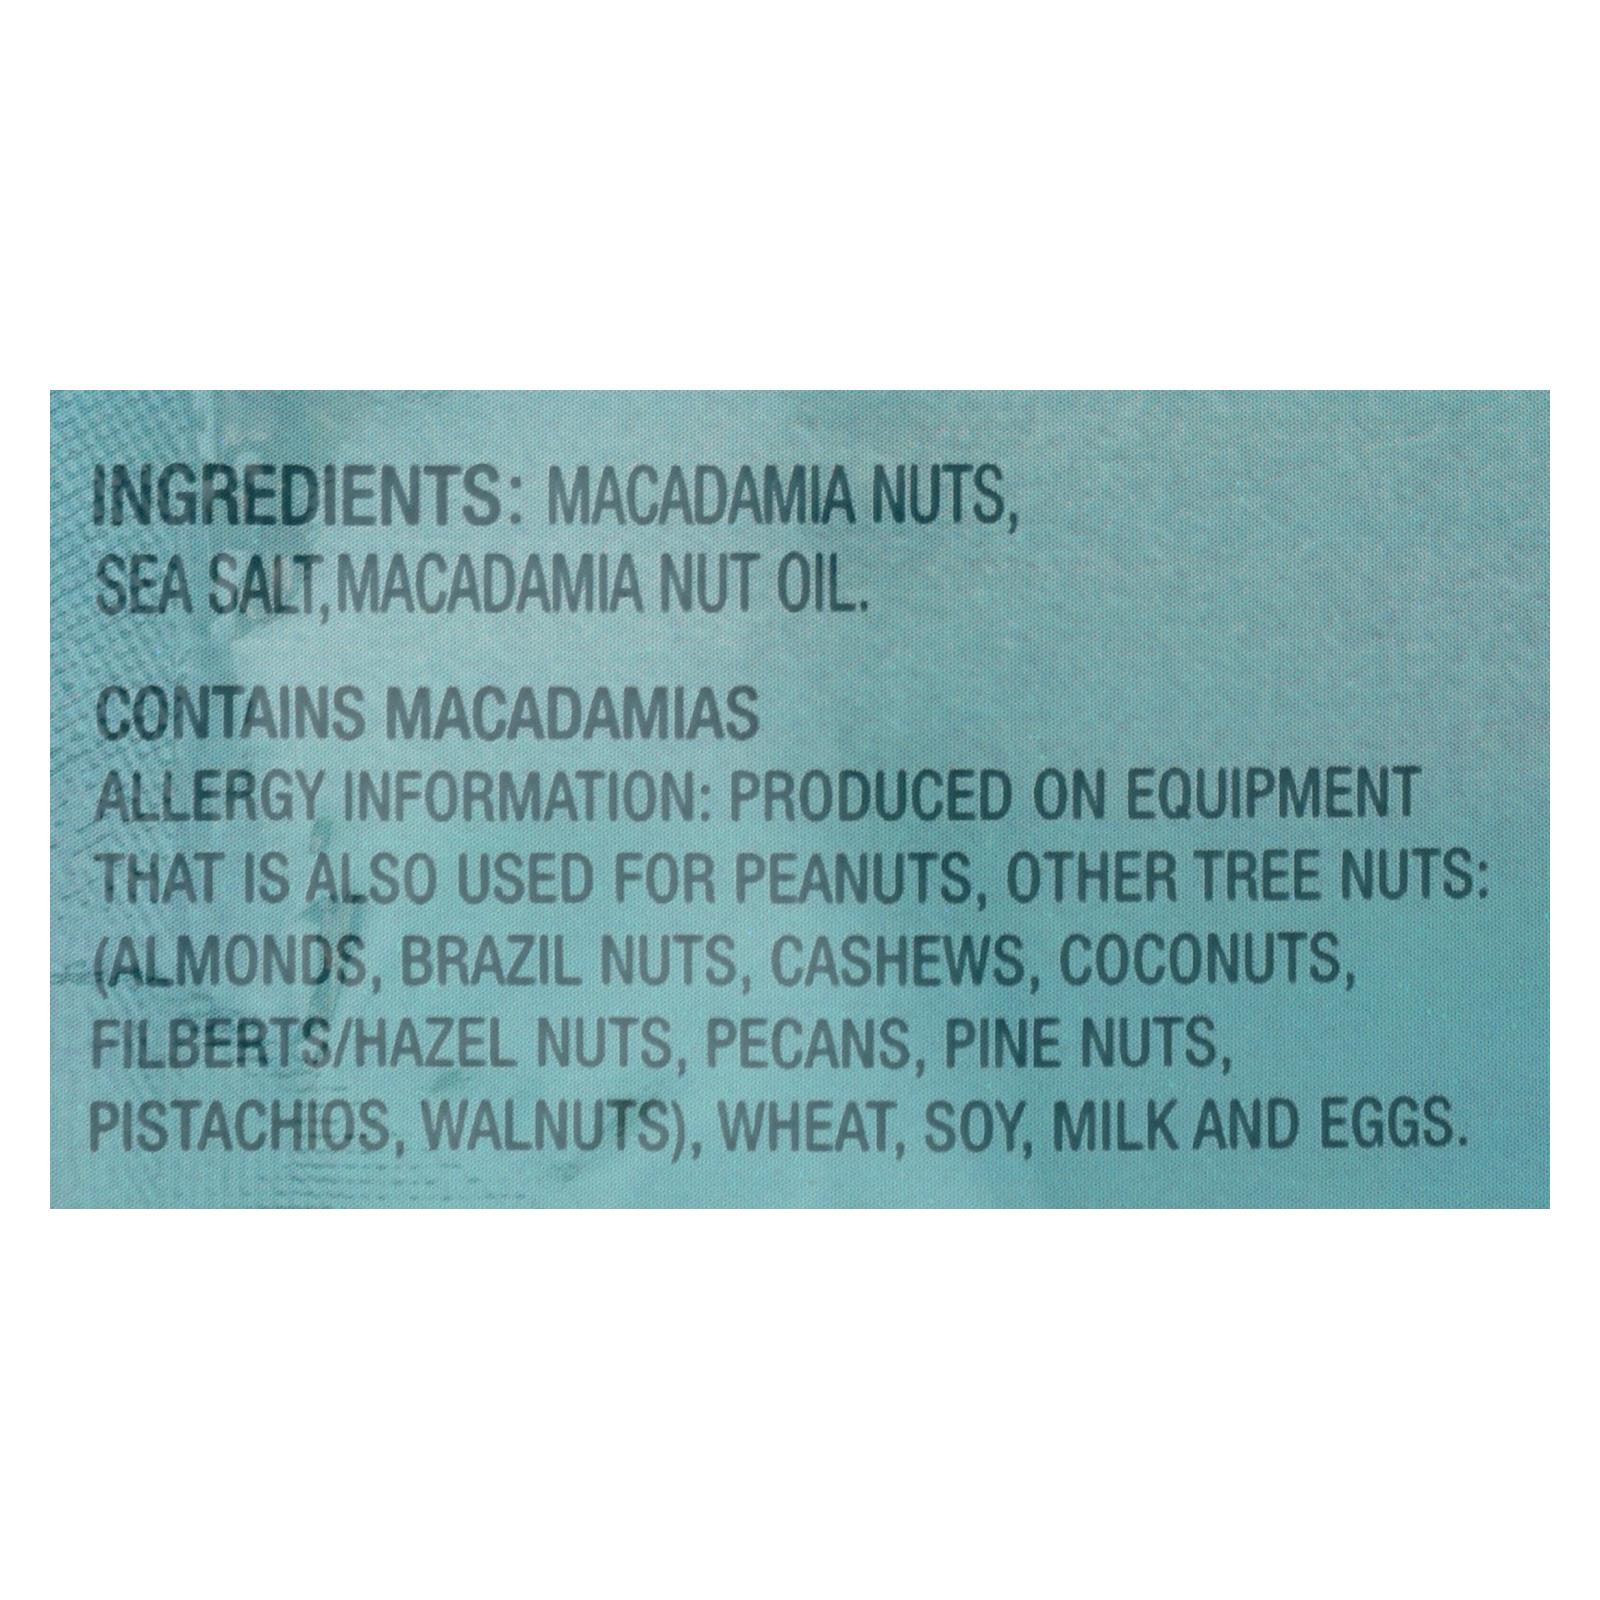 INGREDIENTS: MACADAMIA NUTS,
SEA SALT,MACADAMIA NUT OIL.
CONTAINS MACADAMIAS
ALLERGY INFORMATION: PRODUCED ON EQUIPMENT
THAT IS ALSO USED FOR PEANUTS, OTHER TREE NUTS:
(ALMONDS, BRAZIL NUTS, CASHEWS, COCONUTS,
FILBERTS/HAZEL NUTS, PECANS, PINE NUTS,
PISTACHIOS, WALNUTS), WHEAT, SOY, MILK AND EGGS.